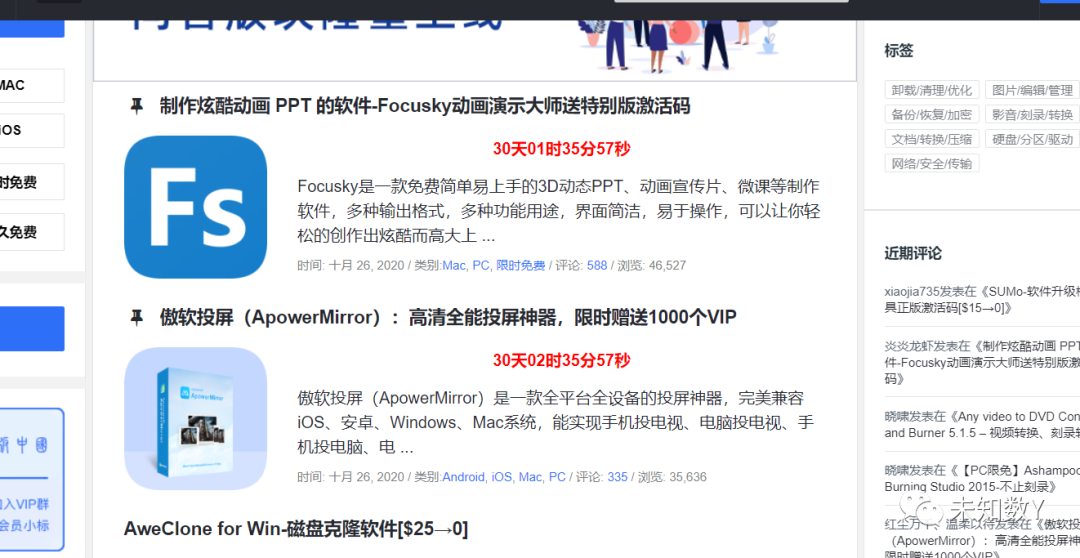 MAC
iOS
时免费
久免费
新中國
加入VIP群
会员小标
制作炫酷动画 PPT 的软件-Focusky动画演示大师送特别版激活码
Fs
30天01时35分57秒
Focusky是一款免费简单易上手的3D动态PPT、动画宣传片、微课等制作
软件，多种输出格式，多种功能用途，界面简洁，易于操作，可以让你轻
松的创作出炫酷而高大上 ...
时间: 十月 26, 2020 / 类别:Mac, PC, 限时免费 / 评论: 588 / 浏览: 46,527
傲软投屏（ApowerMirror）：高清全能投屏神器，限时赠送1000个VIP
ApowerMirror
30天02时35分57秒
傲软投屏（ApowerMirror）是一款全平台全设备的投屏神器，完美兼容
iOS、安卓、Windows、Mac系统，能实现手机投电视、电脑投电视、手
机投电脑、电 ...
时间: 十月 26, 2020 / 类别:Android, iOS, Mac, PC / 评论: 335 / 浏览: 35,636
AweClone for Win-磁盘克隆软件[$25→0]
标签
卸载/清理/优化
图片/编辑/管理
备份/恢复/加密
影音/刻录/转换
文档/转换/压缩
硬盘/分区/驱动
网络/安全/传输
近期评论
xiaojia735发表在《SUMo-软件升级
具正版激活码[$15→0]》
炎炎龙虾发表在《制作炫酷动画 PPT
件-Focusky动画演示大师送特别版激
码》
晓啸发表在《Any video to DVD Con
and Burner 5.1.5 – 视频转换、刻录
晓啸发表在《【PC限免】Ashampoo
Burning Studio 2015-不止刻录》
红尘万丈，温柔以待发表在《傲软投
（ApowerMirror）：高清全能投屏神
限时赠送1000个VIP》
未知数Y